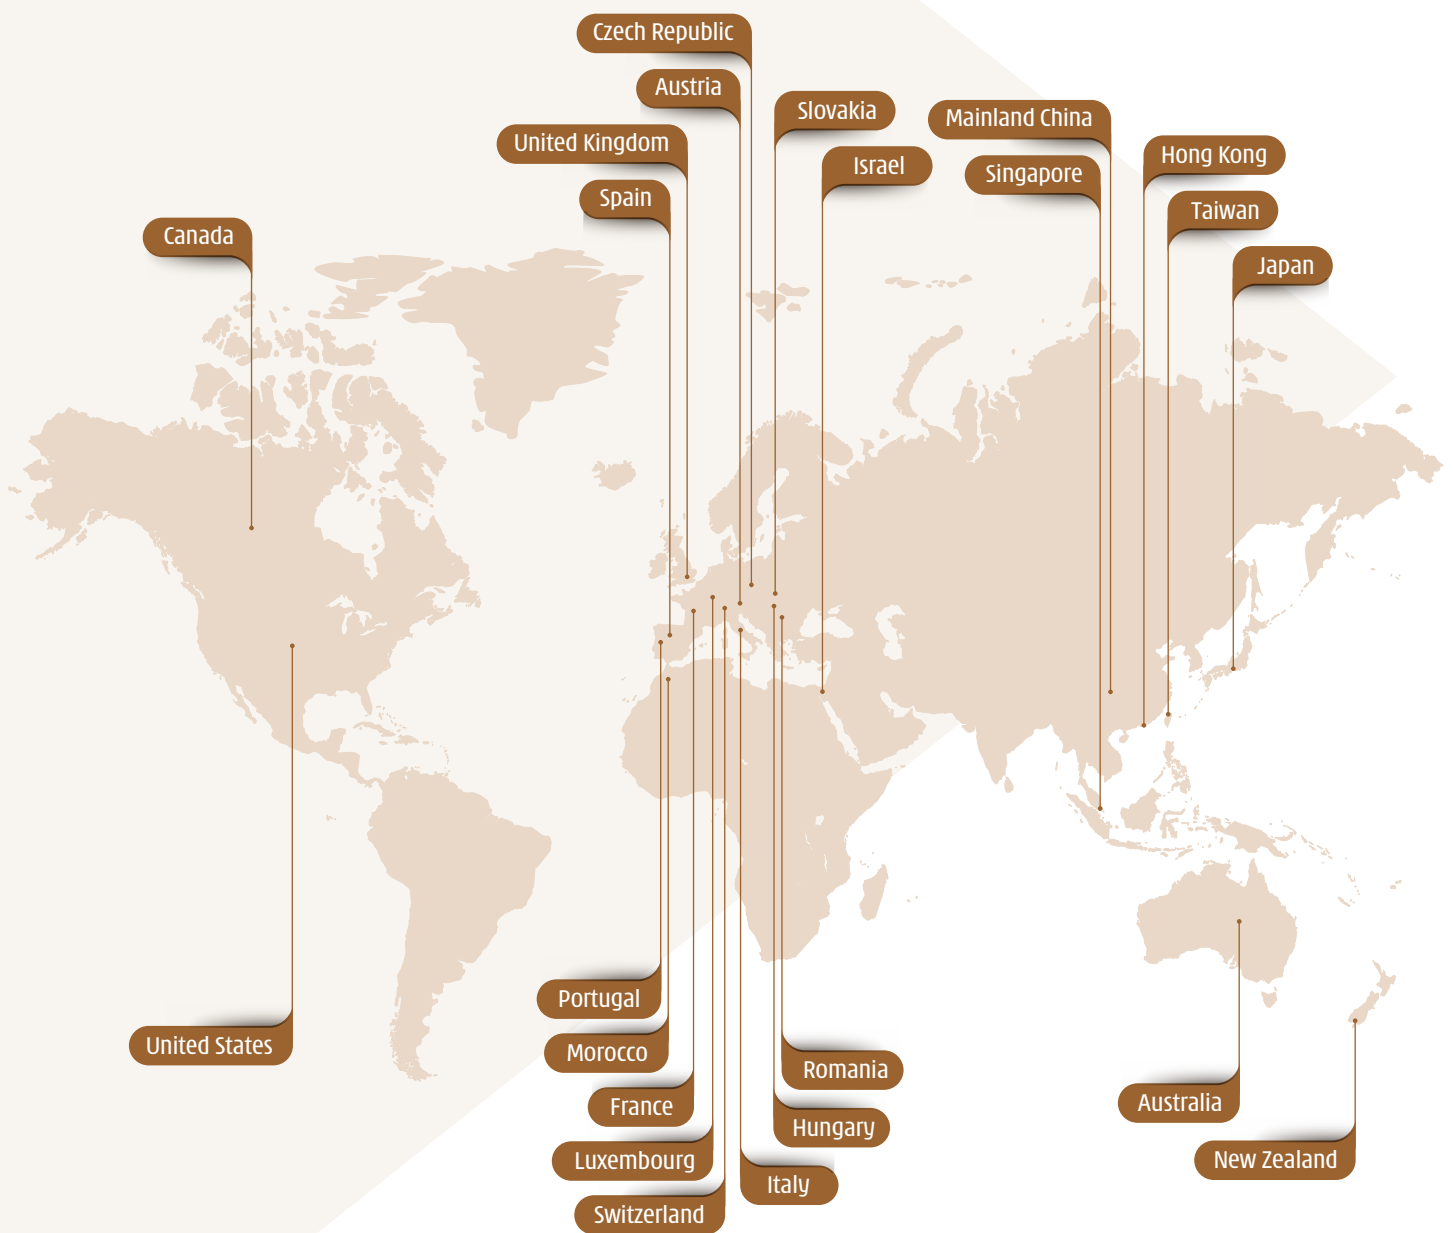 Czech Republic
Austria
Slovakia
Mainland China
United Kingdom
Hong Kong
Israel
Singapore
Spain
Taiwan
Canada
Japan
Portugal
United States
Morocco
Romania
France
Australia
Hungary
Luxembourg
New Zealand
Italy
Switzerland